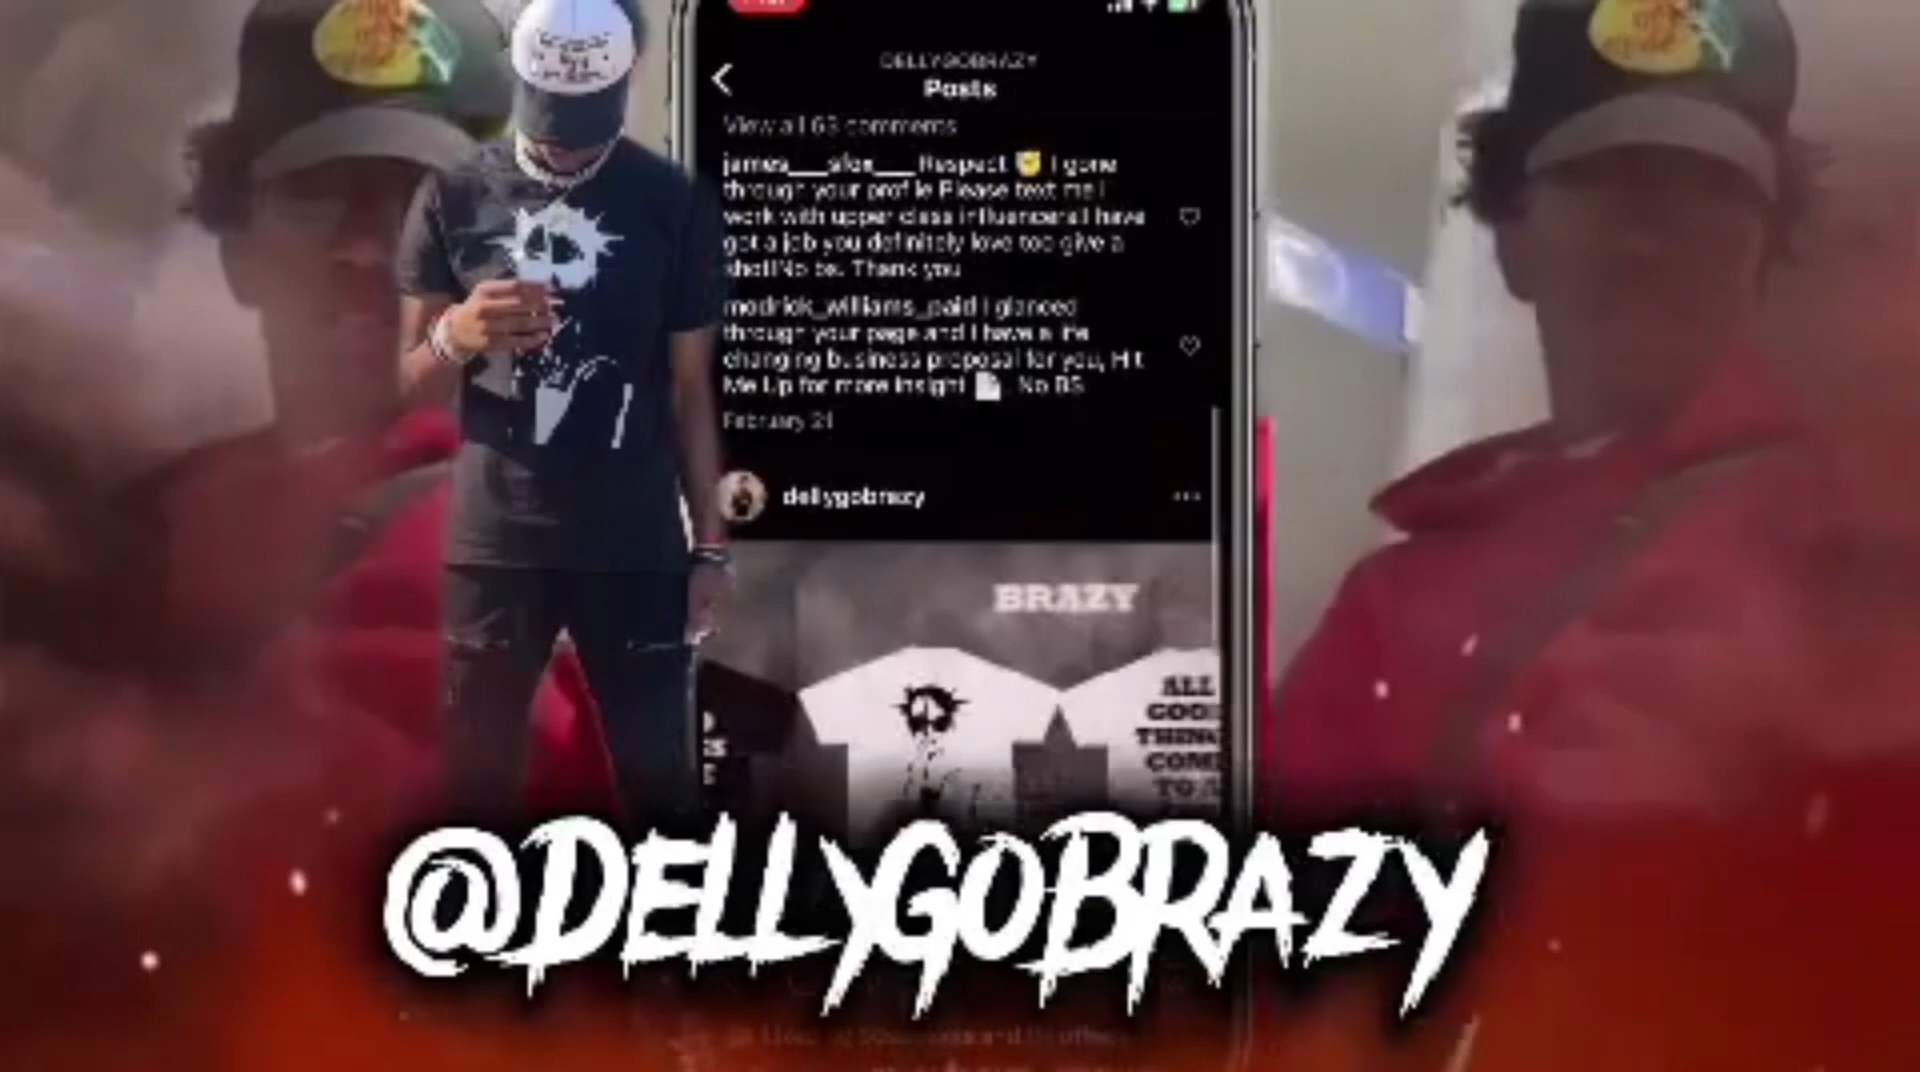 DELLYGOBRAZY
Posts
View all 63 comments
Respect ✊ I gone
through your profile Please text me I
work with upper class influencers I have
got a job you definitely love too give a
shot!No bs. Thank you
modrick_williams_paid I glanced
through your page and I have a life
changing business proposal for you, Hit
Me Up for more insight 📄 . No BS
February 21
dellygobrazy
BRAZY
ALL
GOOD
THING
COME
TO A
@DELLYGOBRAZY